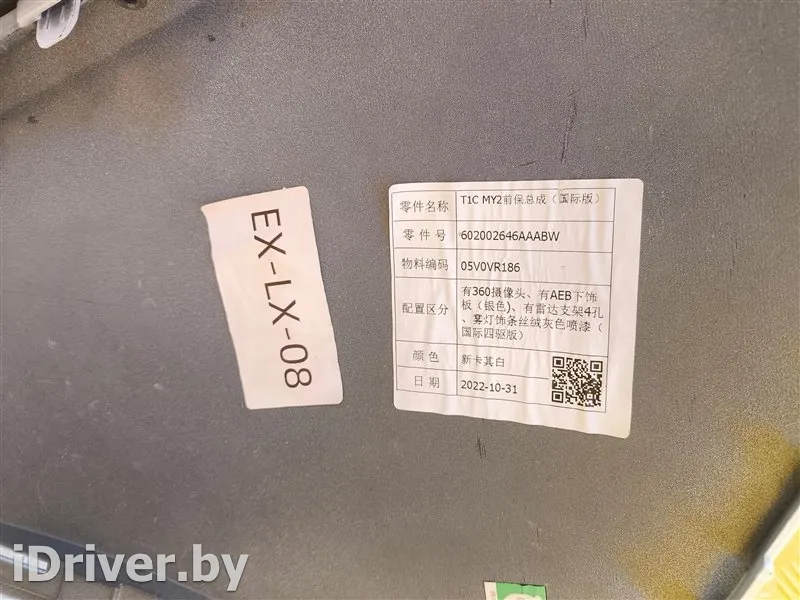 EX-LX-08
零件名称 T1C MY2前保总成（国际版）
零 件 号 602002646AAABW
物料编码 05V0VR186
配置区分 有360摄像头、有AEB下饰
板（银色)、有雷达支架4孔
、雾灯饰条丝绒灰色喷漆（
国际四驱版）
颜 色 新卡其白
日 期 2022-10-31
iDriver.by